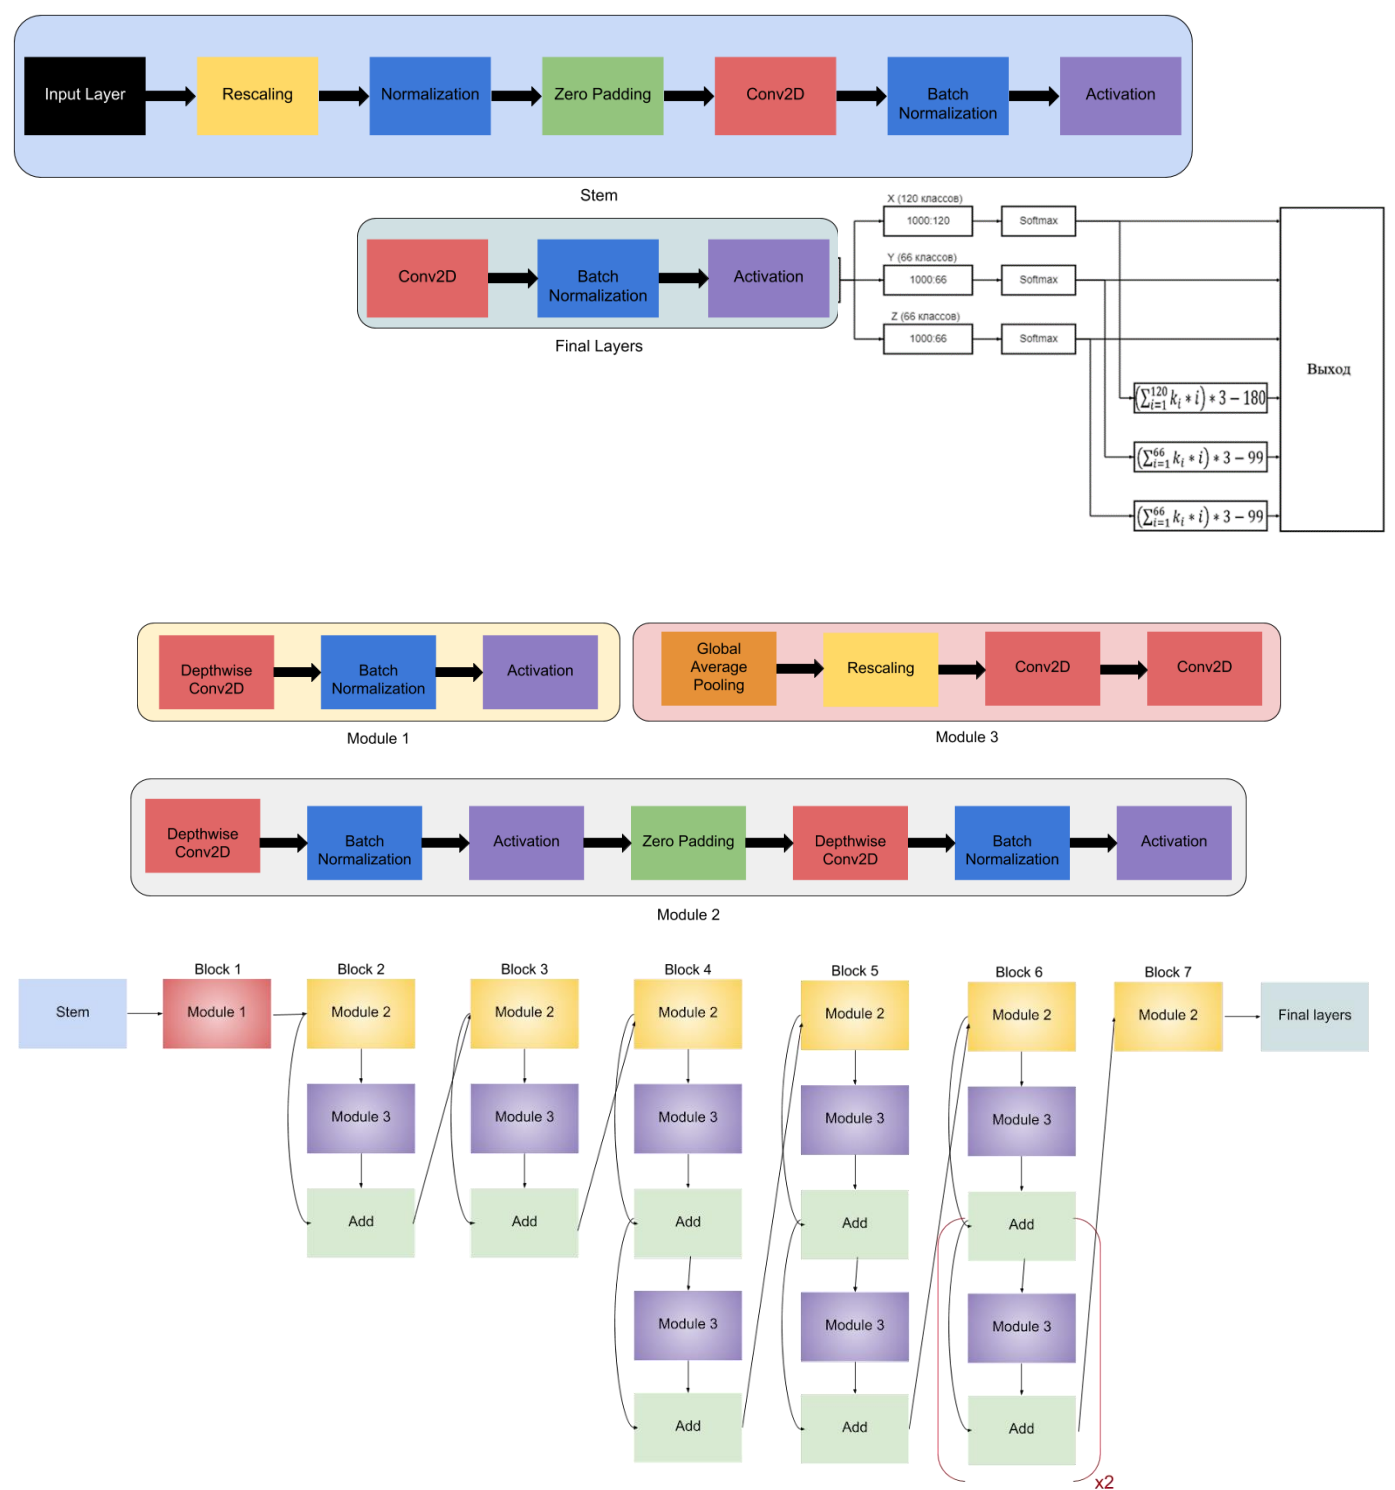 Input Layer
Rescaling
Normalization
Zero Padding
Conv2D
Batch
Normalization
Activation
Stem
Conv2D
Batch
Normalization
Activation
Final Layers
X (120 классов)
1000:120
Softmax
Y (66 классов)
1000:66
Softmax
Z (66 классов)
1000:66
Softmax
(∑¹²⁰ᵢ₌₁ kᵢ * i) * 3 − 180
(∑⁶⁶ᵢ₌₁ kᵢ * i) * 3 − 99
(∑⁶⁶ᵢ₌₁ kᵢ * i) * 3 − 99
Выход
Depthwise
Conv2D
Batch
Normalization
Activation
Module 1
Global
Average
Pooling
Rescaling
Conv2D
Conv2D
Module 3
Depthwise
Conv2D
Batch
Normalization
Activation
Zero Padding
Depthwise
Conv2D
Batch
Normalization
Activation
Module 2
Stem
Block 1
Module 1
Block 2
Module 2
Module 3
Add
Block 3
Module 2
Module 3
Add
Block 4
Module 2
Module 3
Add
Module 3
Add
Block 5
Module 2
Module 3
Add
Module 3
Add
Block 6
Module 2
Module 3
Add
Module 3
Add
x2
Block 7
Module 2
Final layers